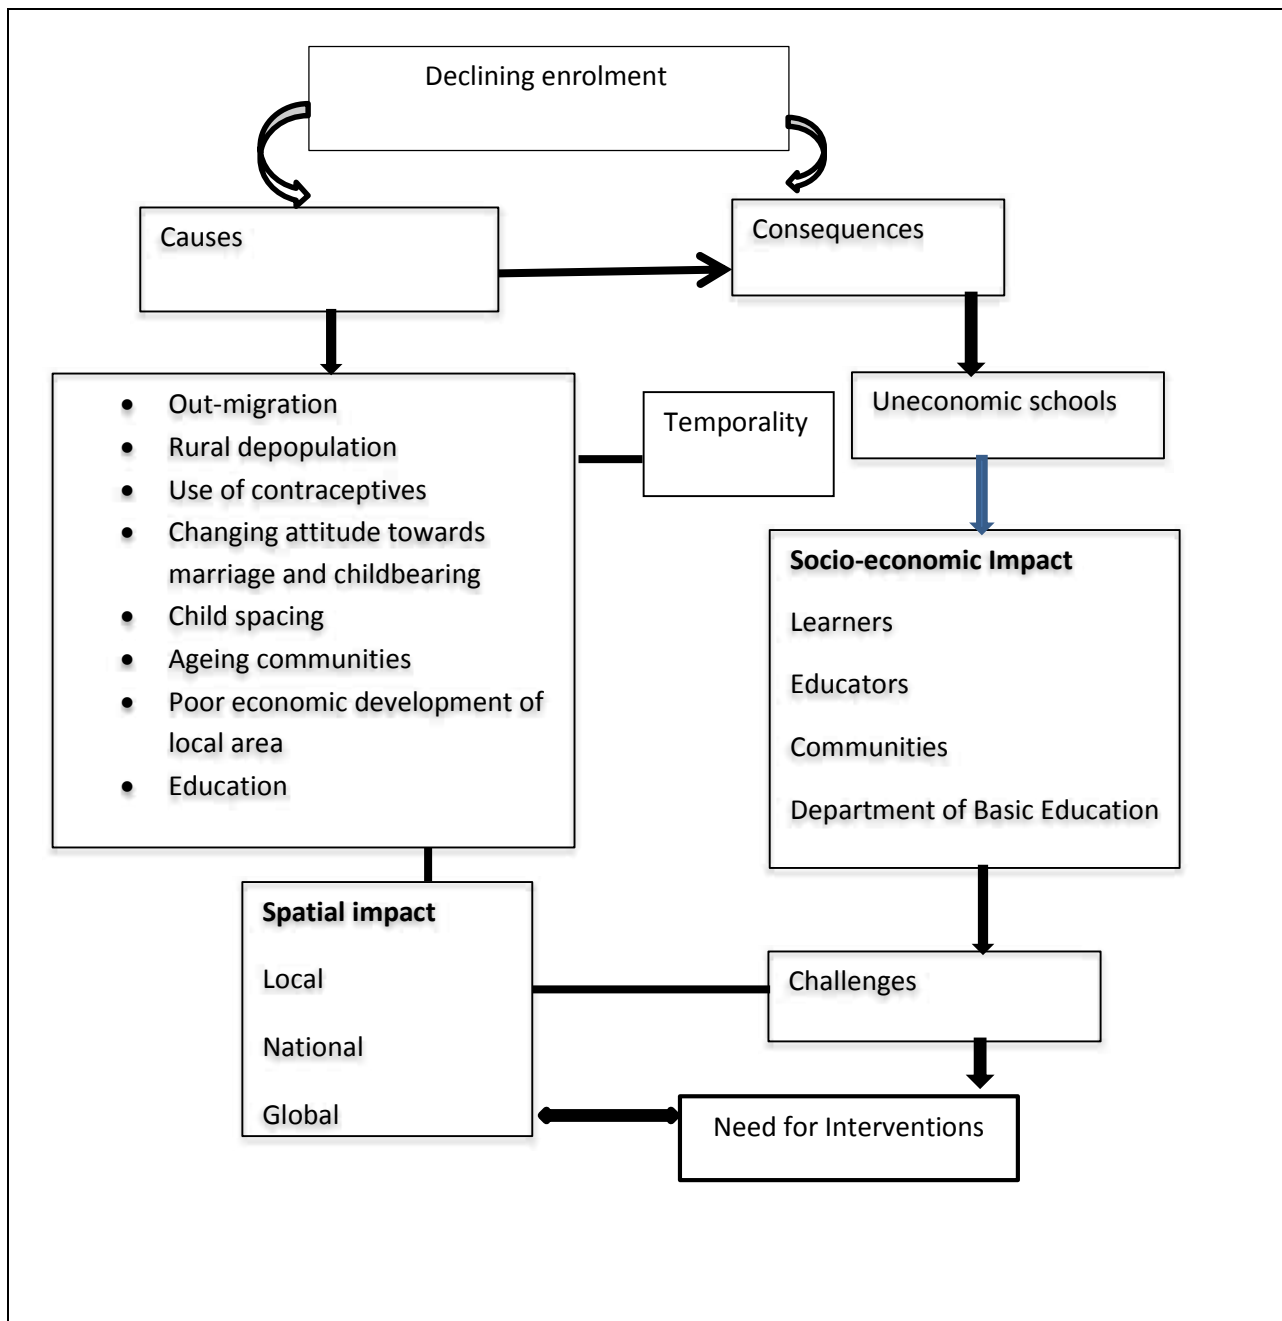 Declining enrolment
Causes
Consequences
• Out-migration
• Rural depopulation
• Use of contraceptives
• Changing attitude towards
marriage and childbearing
• Child spacing
• Ageing communities
• Poor economic development of
local area
• Education
Temporality
Uneconomic schools
Socio-economic Impact
Learners
Educators
Communities
Department of Basic Education
Spatial impact
Local
National
Global
Challenges
Need for Interventions